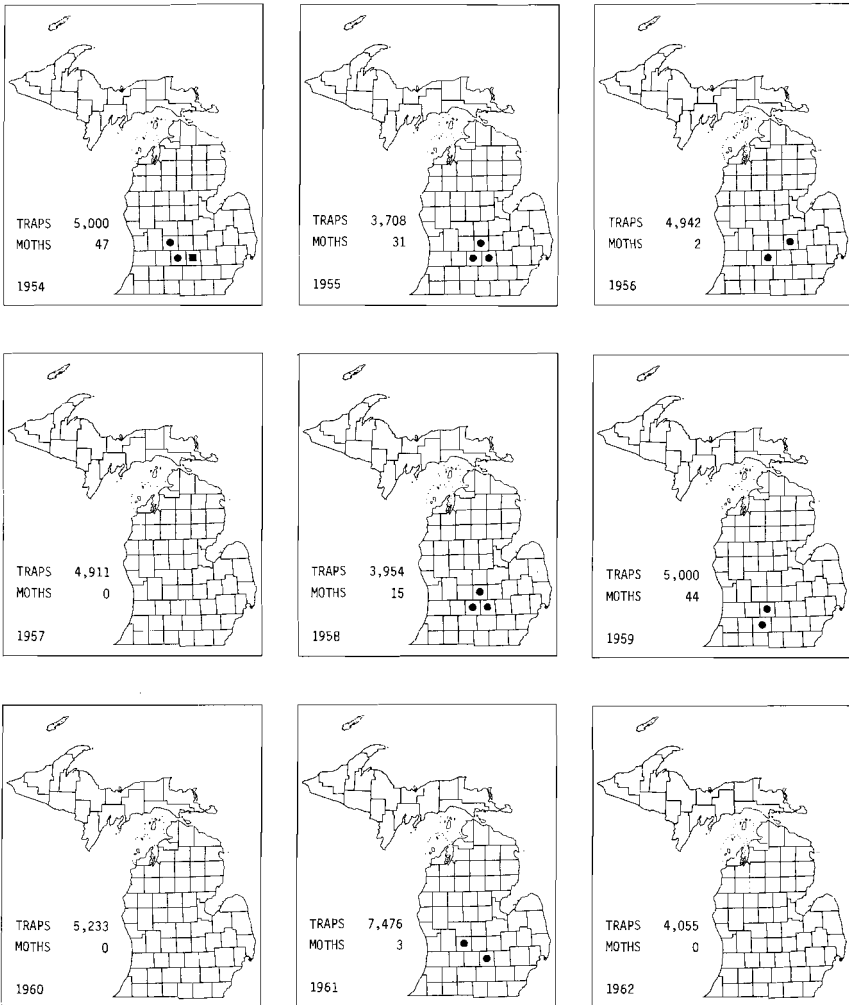 TRAPS 5,000
MOTHS 47
1954
TRAPS 3,708
MOTHS 31
1955
TRAPS 4,942
MOTHS 2
1956
TRAPS 4,911
MOTHS 0
1957
TRAPS 3,954
MOTHS 15
1958
TRAPS 5,000
MOTHS 44
1959
TRAPS 5,233
MOTHS 0
1960
TRAPS 7,476
MOTHS 3
1961
TRAPS 4,055
MOTHS 0
1962